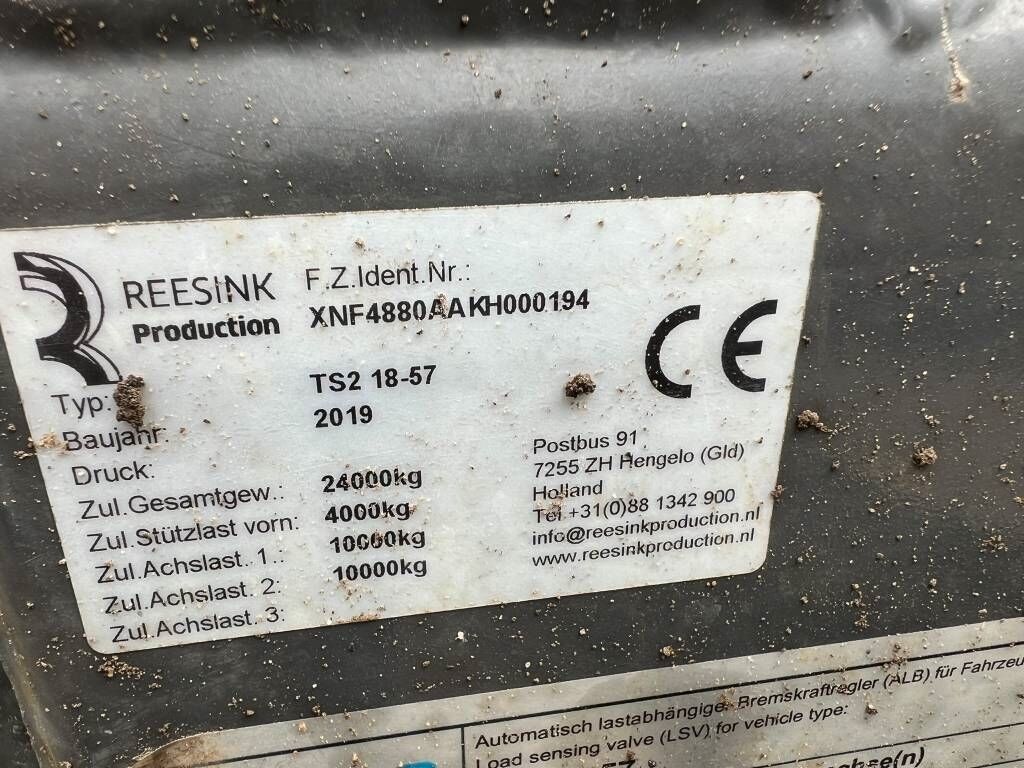 REESINK
Production
F.Z.Ident.Nr.:
XNF4880AAKH000194
CE
Typ: TS2 18-57
Baujahr: 2019
Druck:
Zul.Gesamtgew.: 24000kg
Zul.Stützlast vorn: 4000kg
Zul.Achslast. 1.: 10000kg
Zul.Achslast. 2: 10000kg
Zul.Achslast. 3:
Postbus 91
7255 ZH Hengelo (Gld)
Holland
Tel.+31(0)88 1342 900
info@reesinkproduction.nl
www.reesinkproduction.nl
Automatisch lastabhängige. Bremskraftregler (ALB) für
Load sensing valve (LSV) for vehicle type: